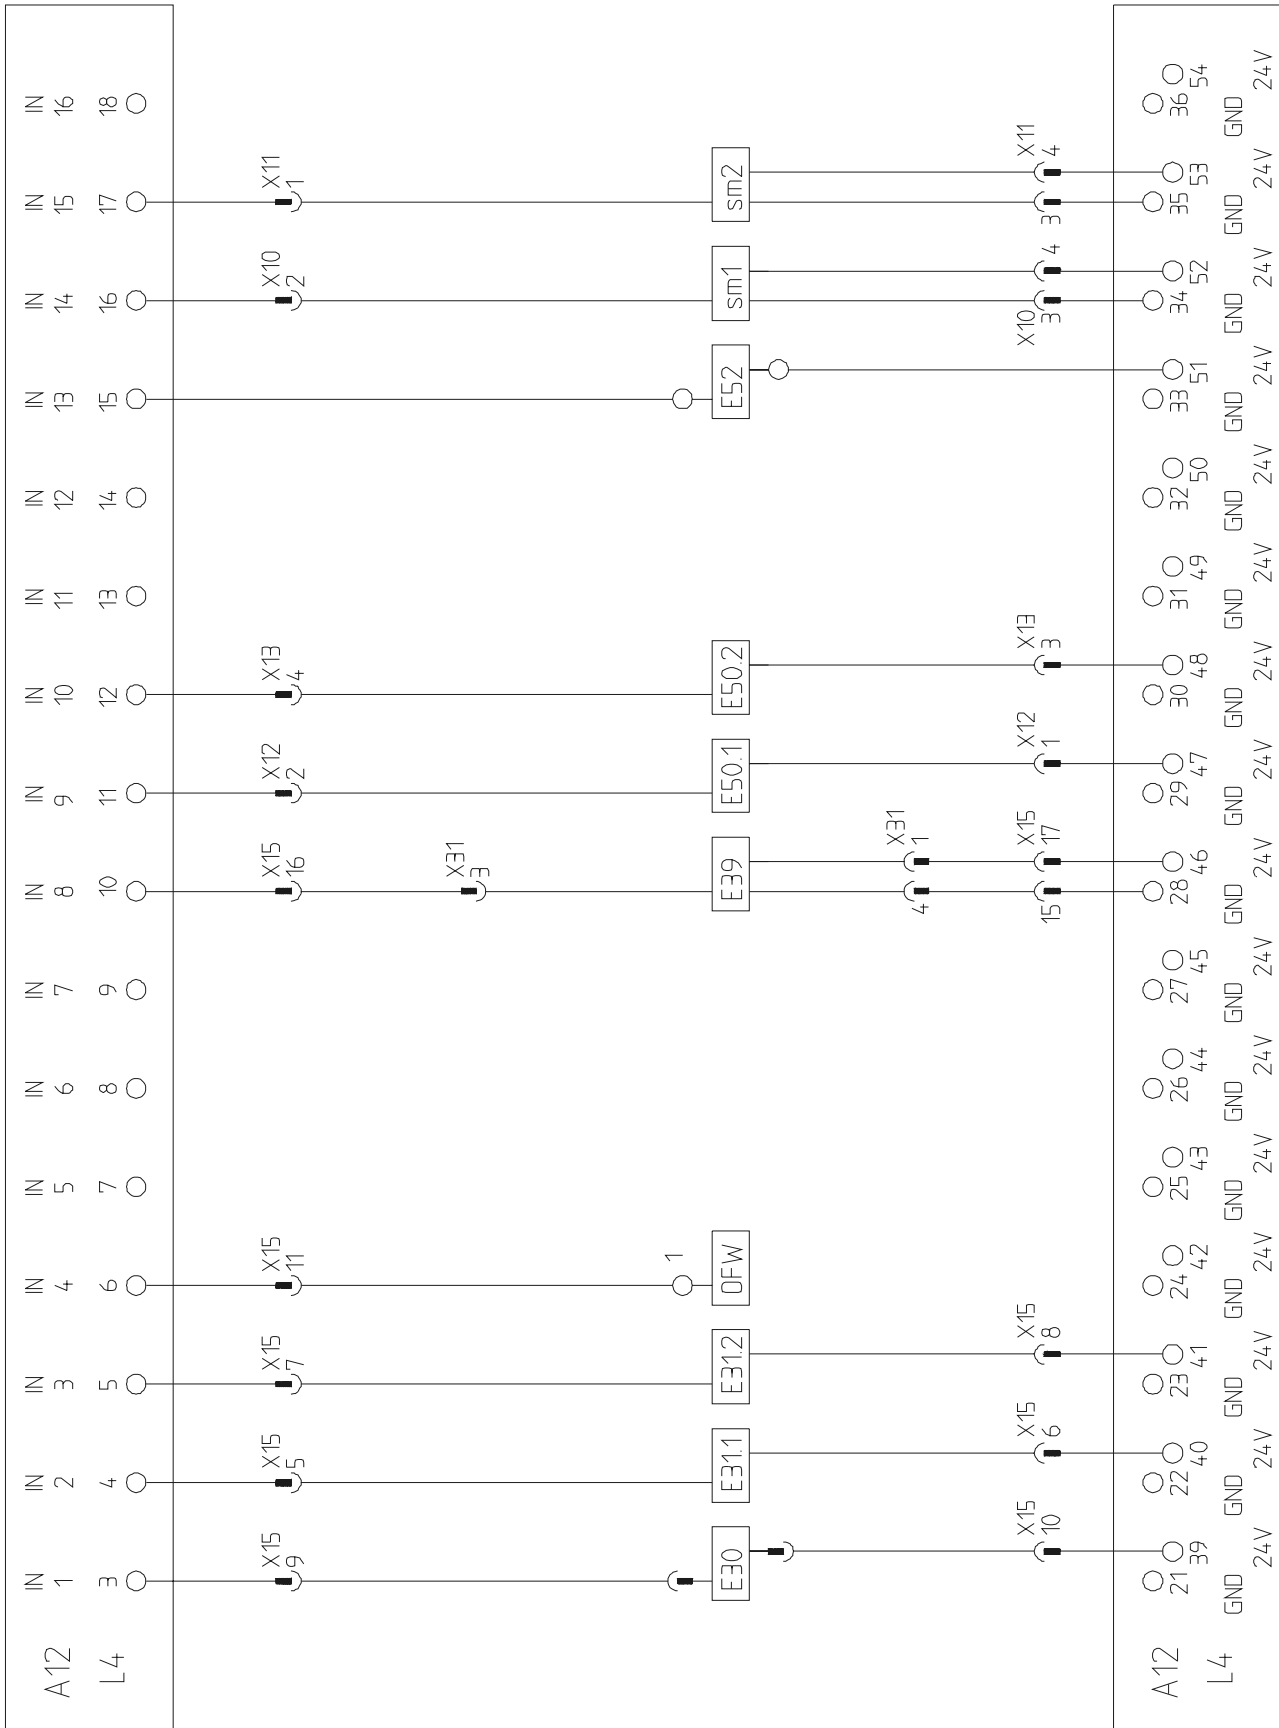 IN IN IN IN IN IN IN IN IN IN IN IN IN IN IN IN
A12 1 2 3 4 5 6 7 8 9 10 11 12 13 14 15 16
L4 3 4 5 6 7 8 9 10 11 12 13 14 15 16 17 18
X15 X15 X15 X15 X15 X12 X13 X10 X11
9 5 7 11 16 2 4 2 1
X31
3
1
E30 E31.1 E31.2 OFW E39 E50.1 E50.2 E52 sm1 sm2
X31
4 1
X15 X15 X15 X15 X12 X13 X10 X11
10 6 8 15 17 1 3 3 4 3 4
A12 21 22 23 24 25 26 27 28 29 30 31 32 33 34 35 36
39 40 41 42 43 44 45 46 47 48 49 50 51 52 53 54
L4 GND GND GND GND GND GND GND GND GND GND GND GND GND GND GND GND
24V 24V 24V 24V 24V 24V 24V 24V 24V 24V 24V 24V 24V 24V 24V 24V